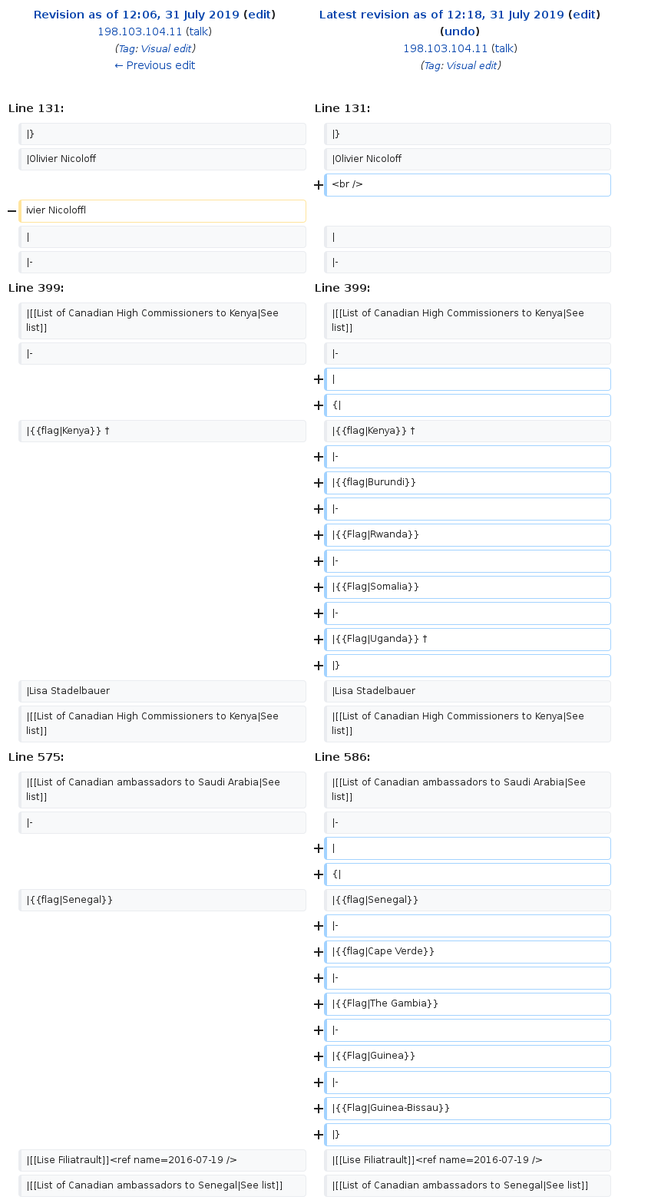 Revision as of 12:06, 31 July 2019 (edit)
198.103.104.11 (talk)
(Tag: Visual edit)
← Previous edit
Latest revision as of 12:18, 31 July 2019 (edit)
(undo)
198.103.104.11 (talk)
(Tag: Visual edit)
Line 131:
Line 131:
|}
|}
|Olivier Nicoloff
|Olivier Nicoloff
+ <br />
− ivier Nicoloffl
|
|
|-
|-
Line 399:
Line 399:
|[[List of Canadian High Commissioners to Kenya|See
list]]
|[[List of Canadian High Commissioners to Kenya|See
list]]
|-
|-
+ |
+ {|
|{{flag|Kenya}} †
|{{flag|Kenya}} †
+ |-
+ |{{flag|Burundi}}
+ |-
+ |{{Flag|Rwanda}}
+ |-
+ |{{Flag|Somalia}}
+ |-
+ |{{Flag|Uganda}} †
+ |}
|Lisa Stadelbauer
|Lisa Stadelbauer
|[[List of Canadian High Commissioners to Kenya|See
list]]
|[[List of Canadian High Commissioners to Kenya|See
list]]
Line 575:
Line 586:
|[[List of Canadian ambassadors to Saudi Arabia|See
list]]
|[[List of Canadian ambassadors to Saudi Arabia|See
list]]
|-
|-
+ |
+ {|
|{{flag|Senegal}}
|{{flag|Senegal}}
+ |-
+ |{{flag|Cape Verde}}
+ |-
+ |{{Flag|The Gambia}}
+ |-
+ |{{Flag|Guinea}}
+ |-
+ |{{Flag|Guinea-Bissau}}
+ |}
|[[Lise Filiatrault]]<ref name=2016-07-19 />
|[[Lise Filiatrault]]<ref name=2016-07-19 />
|[[List of Canadian ambassadors to Senegal|See list]]
|[[List of Canadian ambassadors to Senegal|See list]]